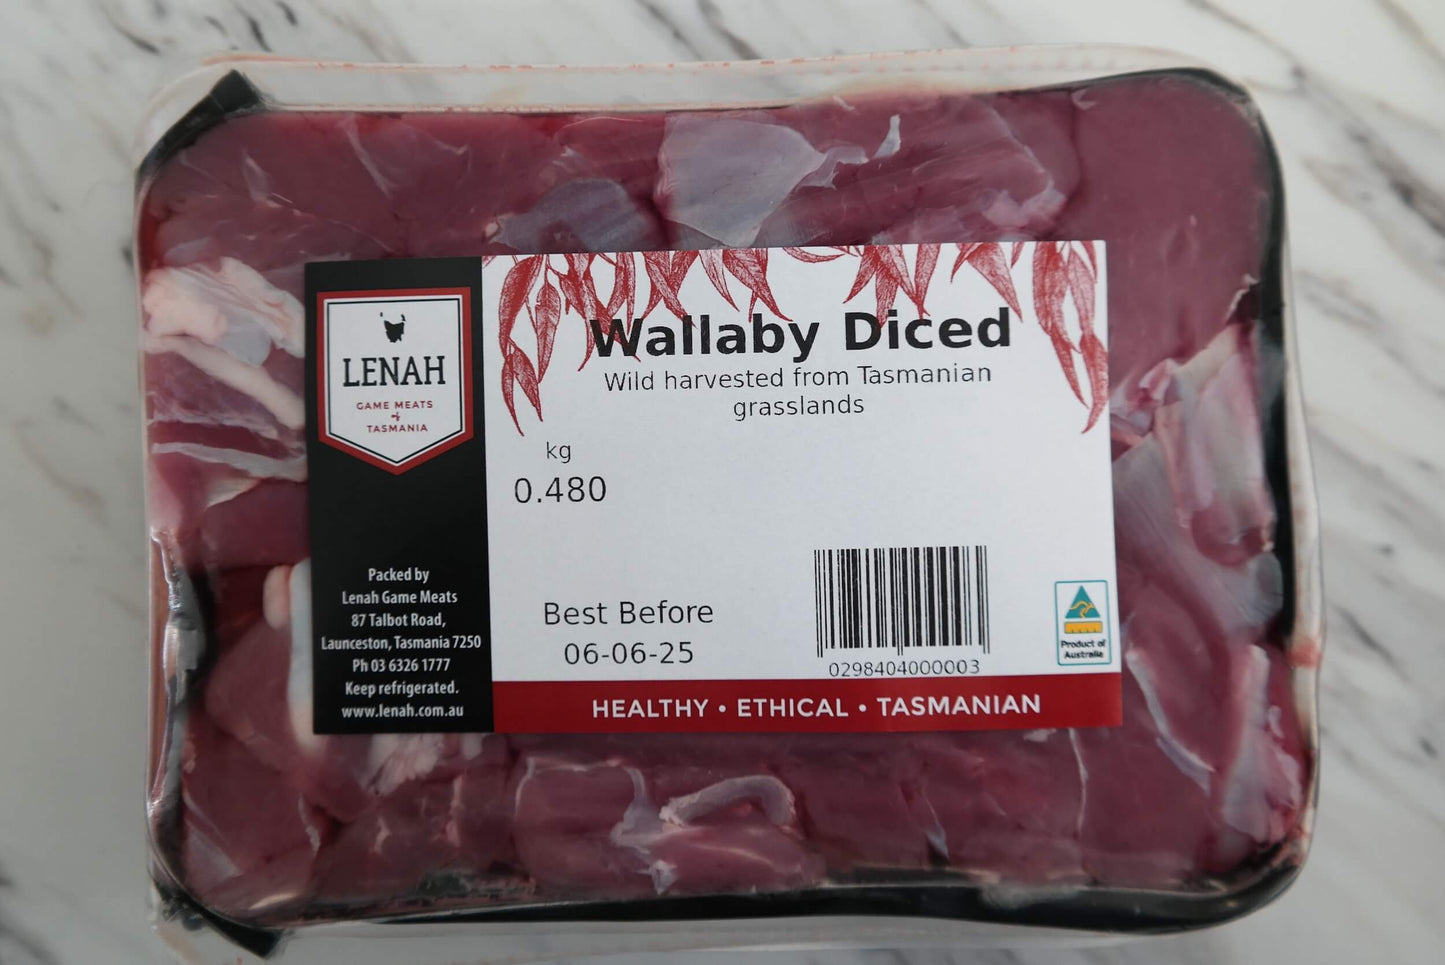 LENAH
GAME MEATS
of
TASMANIA
Packed by
Lenah Game Meats
87 Talbot Road,
Launceston, Tasmania 7250
Ph 03 6326 1777
Keep refrigerated.
www.lenah.com.au
Wallaby Diced
Wild harvested from Tasmanian
grasslands
kg
0.480
Best Before
06-06-25
0298404000003
Product of
Australia
HEALTHY • ETHICAL • TASMANIAN